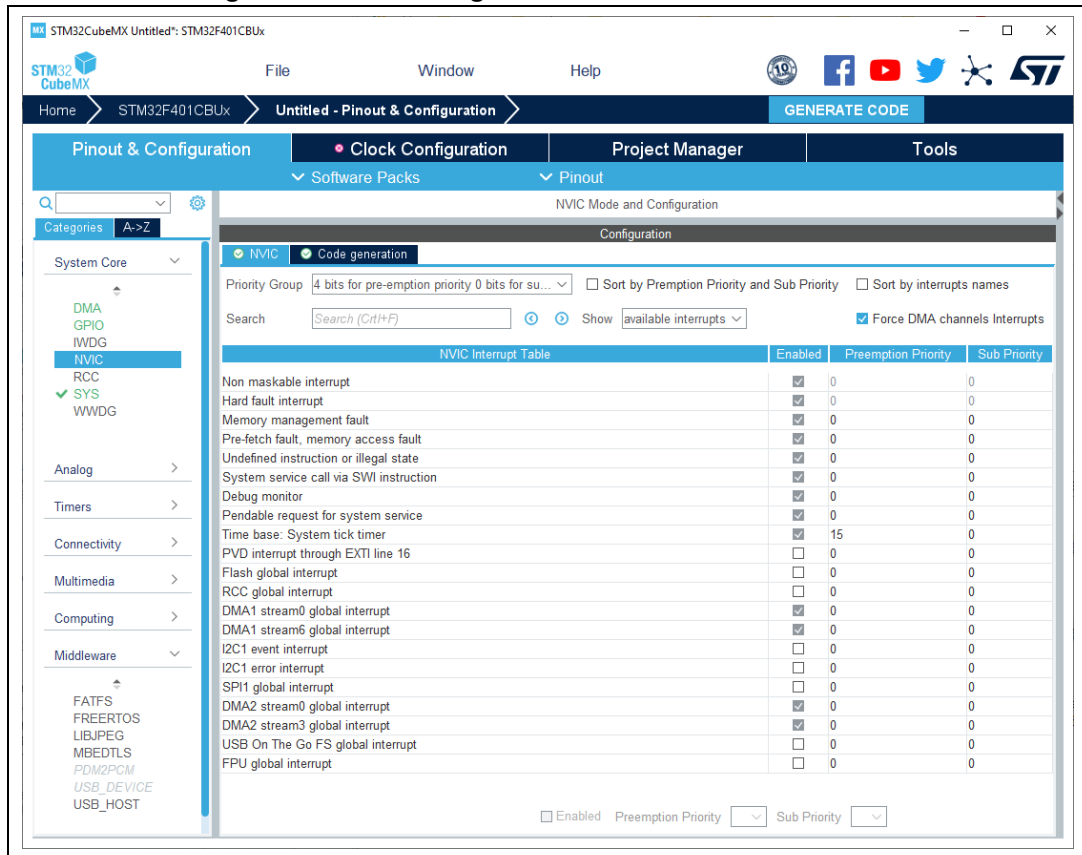 MX STM32CubeMX Untitled*: STM32F401CBUx
STM32 CubeMX File Window Help 10 ST
Home STM32F401CBUx Untitled - Pinout & Configuration GENERATE CODE
Pinout & Configuration Clock Configuration Project Manager Tools
Software Packs Pinout
NVIC Mode and Configuration
Categories A->Z
Configuration
System Core
DMA
GPIO
IWDG
NVIC
RCC
SYS
WWDG
Analog
Timers
Connectivity
Multimedia
Computing
Middleware
FATFS
FREERTOS
LIBJPEG
MBEDTLS
PDM2PCM
USB_DEVICE
USB_HOST
NVIC Code generation
Priority Group 4 bits for pre-emption priority 0 bits for su... Sort by Premption Priority and Sub Priority Sort by interrupts names
Search Search (Crtl+F) Show available interrupts Force DMA channels Interrupts
NVIC Interrupt Table Enabled Preemption Priority Sub Priority
Non maskable interrupt 0 0
Hard fault interrupt 0 0
Memory management fault 0 0
Pre-fetch fault, memory access fault 0 0
Undefined instruction or illegal state 0 0
System service call via SWI instruction 0 0
Debug monitor 0 0
Pendable request for system service 0 0
Time base: System tick timer 15 0
PVD interrupt through EXTI line 16 0 0
Flash global interrupt 0 0
RCC global interrupt 0 0
DMA1 stream0 global interrupt 0 0
DMA1 stream6 global interrupt 0 0
I2C1 event interrupt 0 0
I2C1 error interrupt 0 0
SPI1 global interrupt 0 0
DMA2 stream0 global interrupt 0 0
DMA2 stream3 global interrupt 0 0
USB On The Go FS global interrupt 0 0
FPU global interrupt 0 0
Enabled Preemption Priority Sub Priority